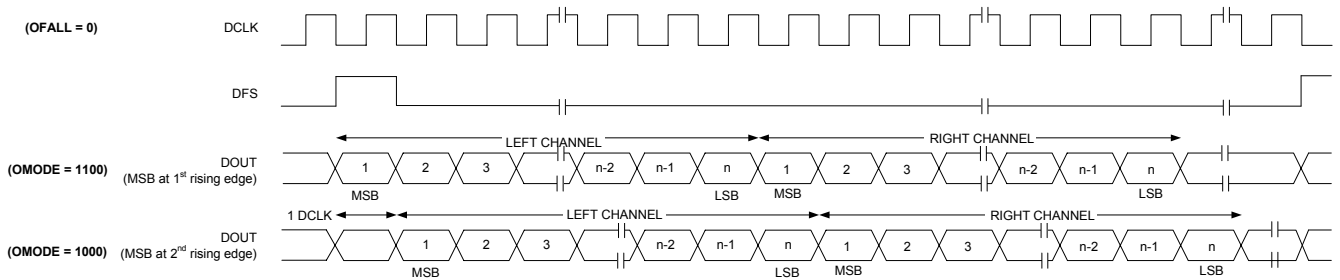 (OFALL = 0) DCLK
DFS
LEFT CHANNEL RIGHT CHANNEL
(OMODE = 1100) DOUT 1 2 3 n-2 n-1 n 1 2 3 n-2 n-1 n
(MSB at 1st rising edge)
MSB LSB MSB LSB
1 DCLK LEFT CHANNEL RIGHT CHANNEL
(OMODE = 1000) DOUT 1 2 3 n-2 n-1 n 1 2 3 n-2 n-1 n
(MSB at 2nd rising edge)
MSB LSB MSB LSB